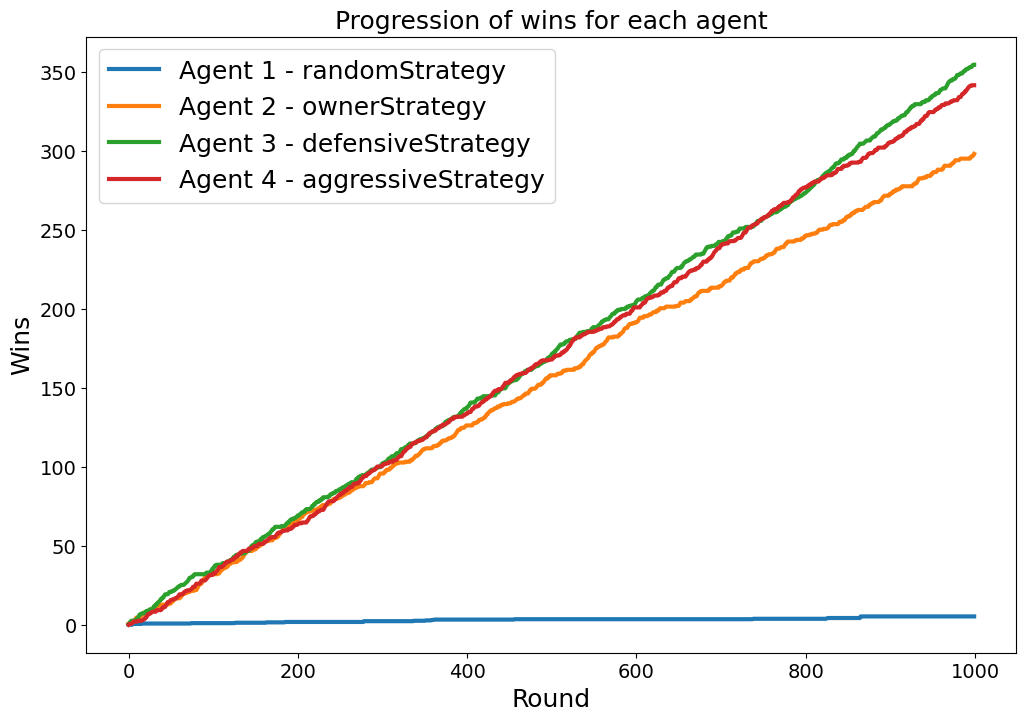 Progression of wins for each agent
Agent 1 - randomStrategy
Agent 2 - ownerStrategy
Agent 3 - defensiveStrategy
Agent 4 - aggressiveStrategy
Wins
350
300
250
200
150
100
50
0
0 200 400 600 800 1000
Round